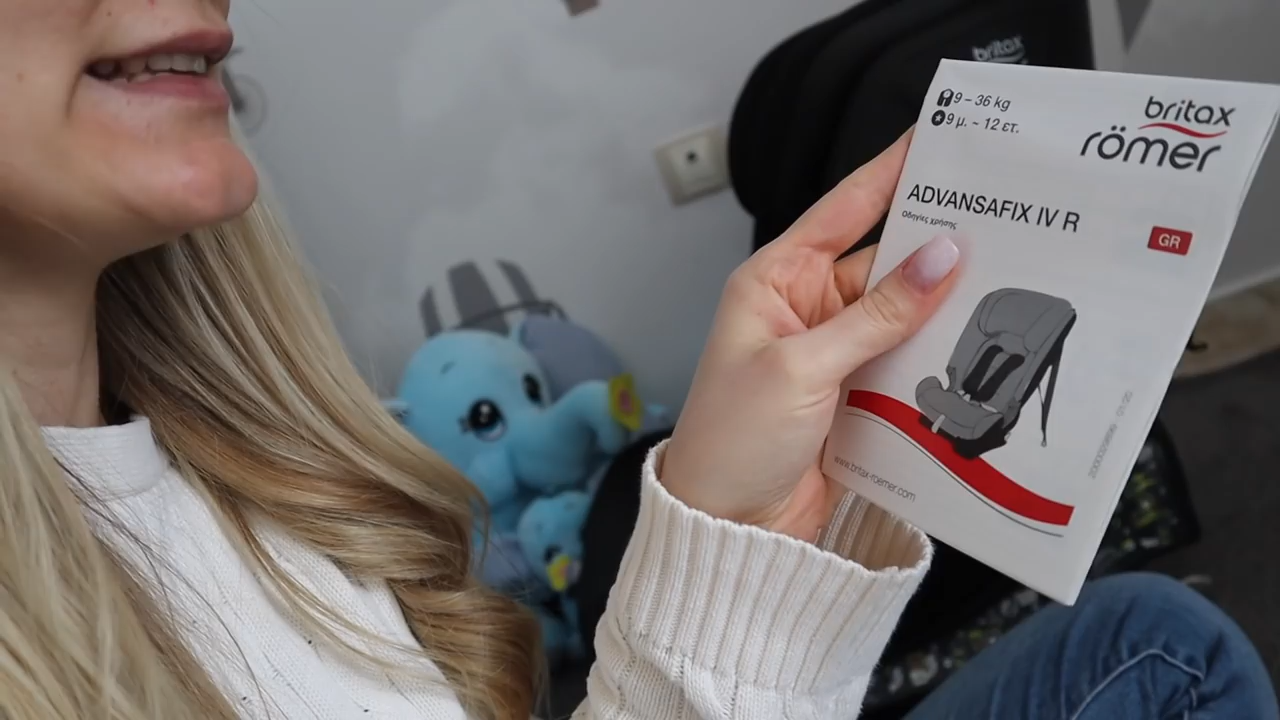 britax
9 – 36 kg
9 μ. ~ 12 ετ.
britax
römer
ADVANSAFIX IV R
Οδηγίες χρήσης
GR
www.britax-roemer.com